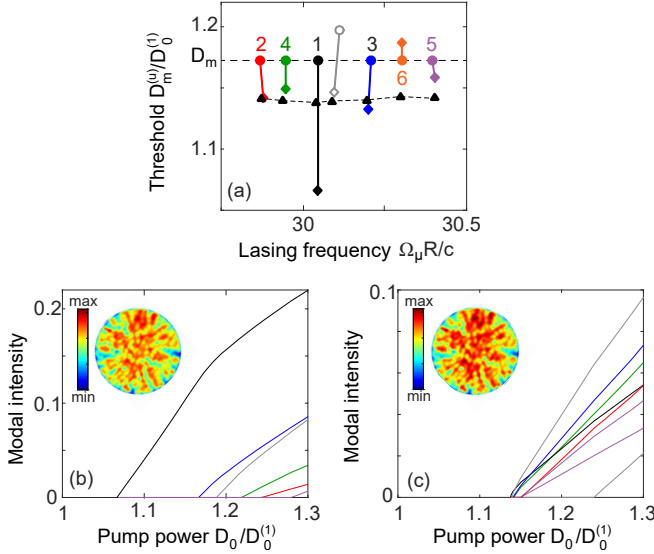 1.2
2 4 1 3 5
D_m
6
1.1
Threshold D_m^(u)/D_0^(1)
(a)
30 30.5
Lasing frequency Ω_μR/c
0.2
max
min
0.1
0
Modal intensity
(b)
1 1.1 1.2 1.3
Pump power D_0/D_0^(1)
0.1
max
min
0
Modal intensity
(c)
1 1.1 1.2 1.3
Pump power D_0/D_0^(1)